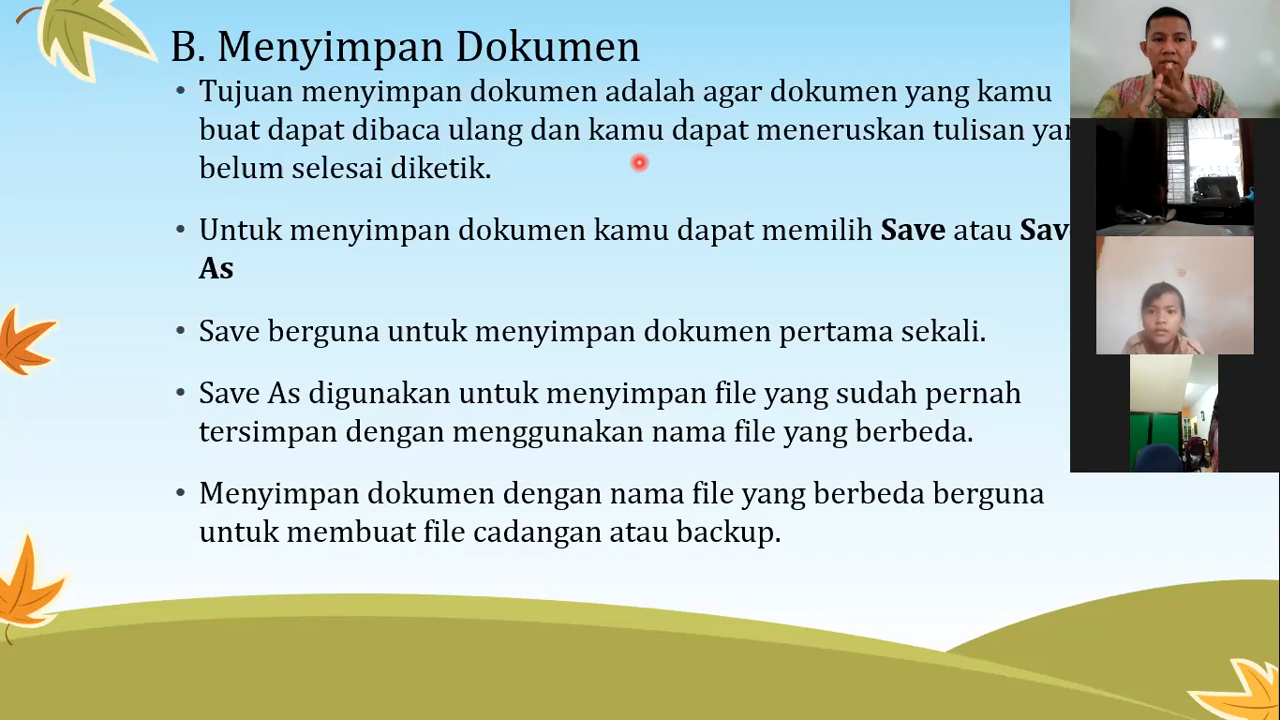 B. Menyimpan Dokumen
• Tujuan menyimpan dokumen adalah agar dokumen yang kamu
buat dapat dibaca ulang dan kamu dapat meneruskan tulisan
belum selesai diketik.
• Untuk menyimpan dokumen kamu dapat memilih Save atau
As
• Save berguna untuk menyimpan dokumen pertama sekali.
• Save As digunakan untuk menyimpan file yang sudah pernah
tersimpan dengan menggunakan nama file yang berbeda.
• Menyimpan dokumen dengan nama file yang berbeda berguna
untuk membuat file cadangan atau backup.